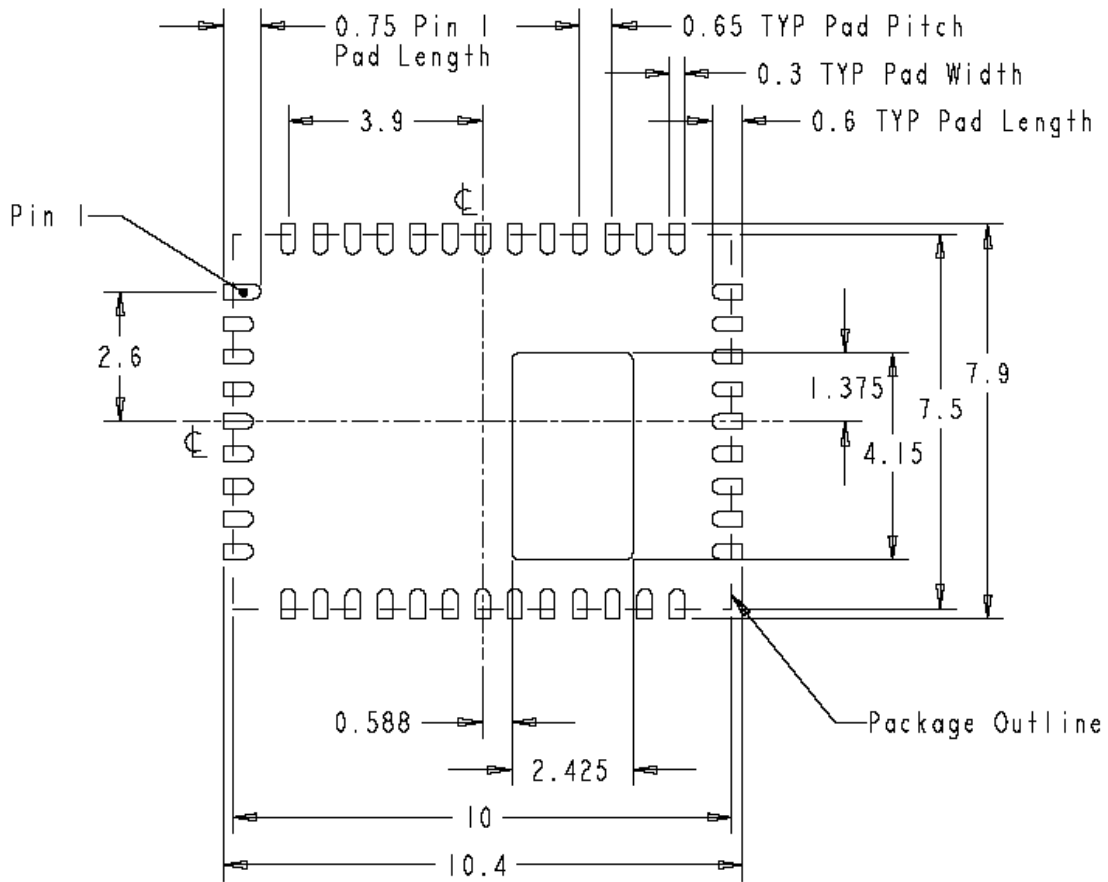 0.75 Pin 1
Pad Length
0.65 TYP Pad Pitch
0.3 TYP Pad Width
3.9
0.6 TYP Pad Length
℄
Pin 1
2.6
℄
1.375
7.9
7.5
4.15
0.588
Package Outline
2.425
10
10.4